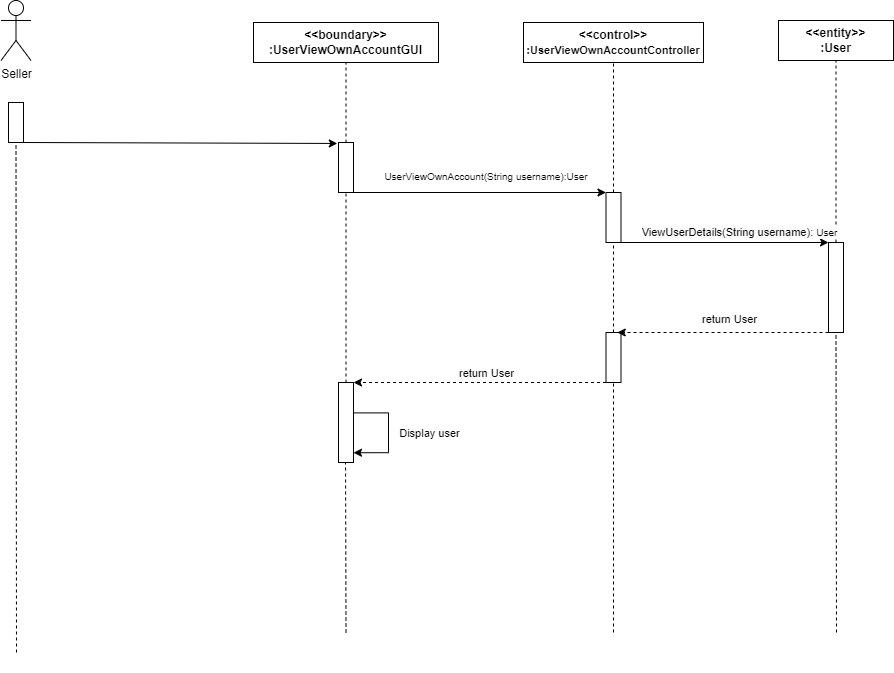 Seller
<<boundary>>
:UserViewOwnAccountGUI
<<control>>
:UserViewOwnAccountController
<<entity>>
:User
UserViewOwnAccount(String username):User
ViewUserDetails(String username): User
return User
return User
Display user